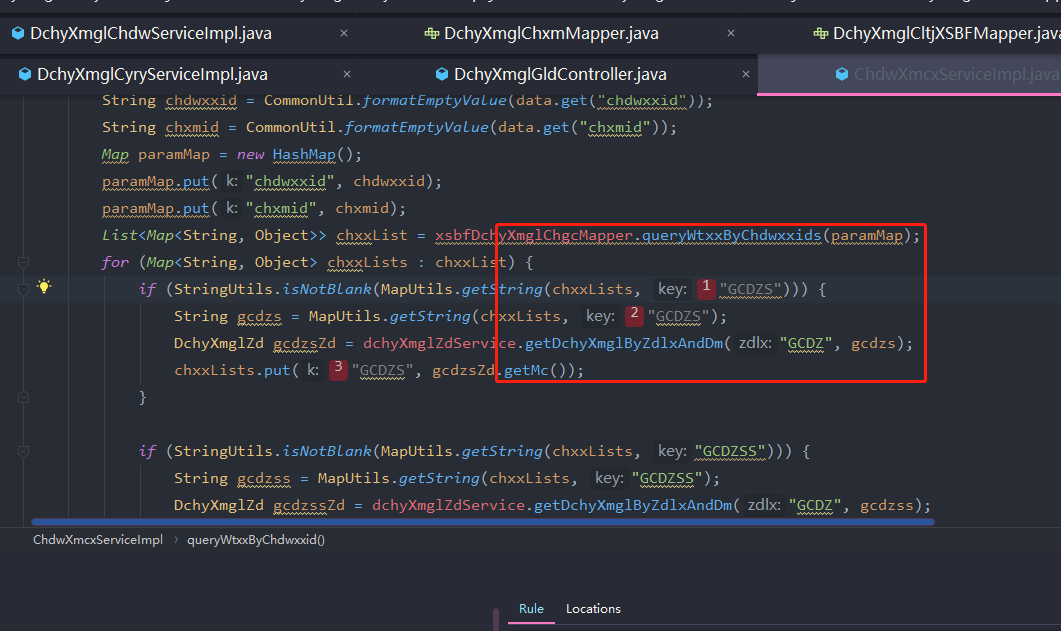 DchyXmglChdwServiceImpl.java × DchyXmglChxmMapper.java × DchyXmglCltjXSBFMapper.java
DchyXmglCyryServiceImpl.java × DchyXmglGldController.java × ChdwXmcxServiceImpl.java
String chdwxxid = CommonUtil.formatEmptyValue(data.get("chdwxxid"));
String chxmid = CommonUtil.formatEmptyValue(data.get("chxmid"));
Map paramMap = new HashMap();
paramMap.put( k: "chdwxxid", chdwxxid);
paramMap.put( k: "chxmid", chxmid);
List<Map<String, Object>> chxxList = xsbfDchyXmglChgcMapper.queryWtxxByChdwxxids(paramMap);
for (Map<String, Object> chxxLists : chxxList) {
if (StringUtils.isNotBlank(MapUtils.getString(chxxLists, key: 1 "GCDZS"))) {
String gcdzs = MapUtils.getString(chxxLists, key: 2 "GCDZS");
DchyXmglZd gcdzsZd = dchyXmglZdService.getDchyXmglByZdlxAndDm( zdlx: "GCDZ", gcdzs);
chxxLists.put( k: 3 "GCDZS", gcdzsZd.getMc());
}
if (StringUtils.isNotBlank(MapUtils.getString(chxxLists, key: "GCDZSS"))) {
String gcdzss = MapUtils.getString(chxxLists, key: "GCDZSS");
DchyXmglZd gcdzssZd = dchyXmglZdService.getDchyXmglByZdlxAndDm( zdlx: "GCDZ", gcdzss);
ChdwXmcxServiceImpl › queryWtxxByChdwxxid()
Rule Locations